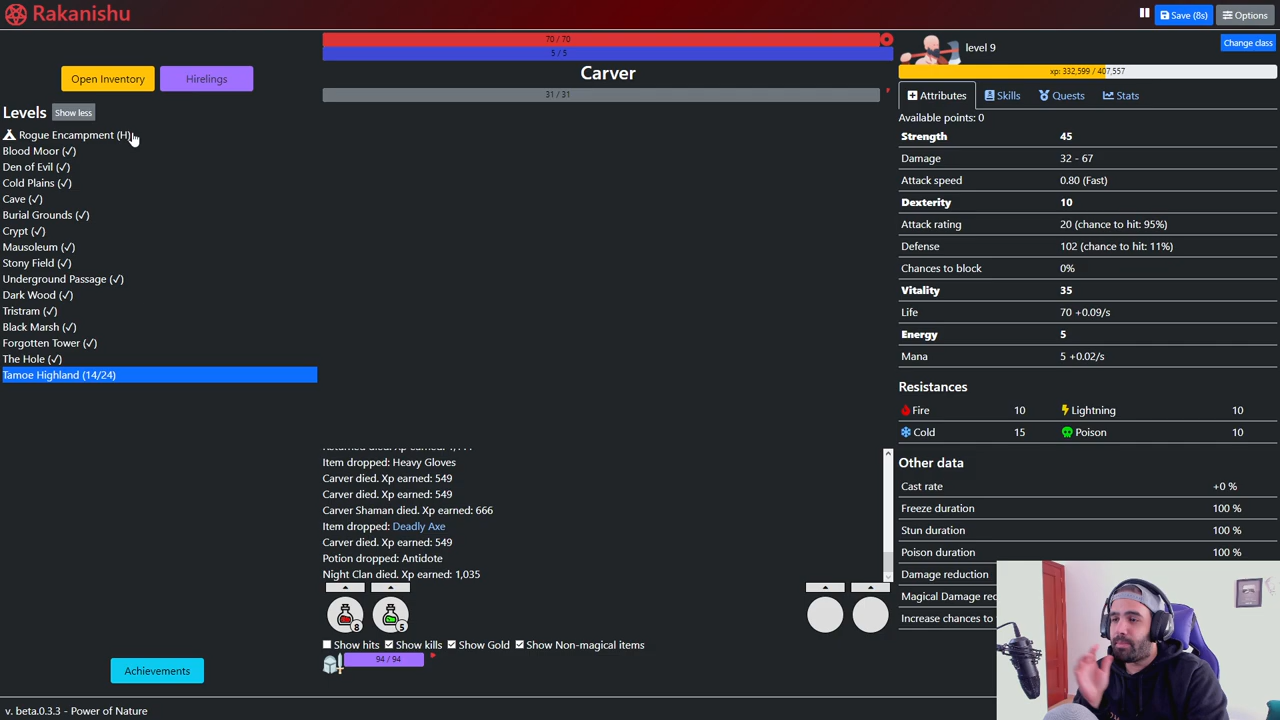 Rakanishu
Save (8s)
Options
Open Inventory
Hirelings
Levels
Show less
Rogue Encampment (H)
Blood Moor (✓)
Den of Evil (✓)
Cold Plains (✓)
Cave (✓)
Burial Grounds (✓)
Crypt (✓)
Mausoleum (✓)
Stony Field (✓)
Underground Passage (✓)
Dark Wood (✓)
Tristram (✓)
Black Marsh (✓)
Forgotten Tower (✓)
The Hole (✓)
Tamoe Highland (14/24)
Achievements
v. beta.0.3.3 - Power of Nature
70 / 70
5 / 5
Carver
31 / 31
Item dropped: Heavy Gloves
Carver died. Xp earned: 549
Carver died. Xp earned: 549
Carver Shaman died. Xp earned: 666
Item dropped: Deadly Axe
Carver died. Xp earned: 549
Potion dropped: Antidote
Night Clan died. Xp earned: 1,035
8
5
Show hits Show kills Show Gold Show Non-magical items
94 / 94
level 9
Change class
xp: 332,599 / 407,557
Attributes Skills Quests Stats
Available points: 0
Strength 45
Damage 32 - 67
Attack speed 0.80 (Fast)
Dexterity 10
Attack rating 20 (chance to hit: 95%)
Defense 102 (chance to hit: 11%)
Chances to block 0%
Vitality 35
Life 70 +0.09/s
Energy 5
Mana 5 +0.02/s
Resistances
Fire 10 Lightning 10
Cold 15 Poison 10
Other data
Cast rate +0 %
Freeze duration 100 %
Stun duration 100 %
Poison duration 100 %
Damage reduction
Magical Damage
Increase chances to